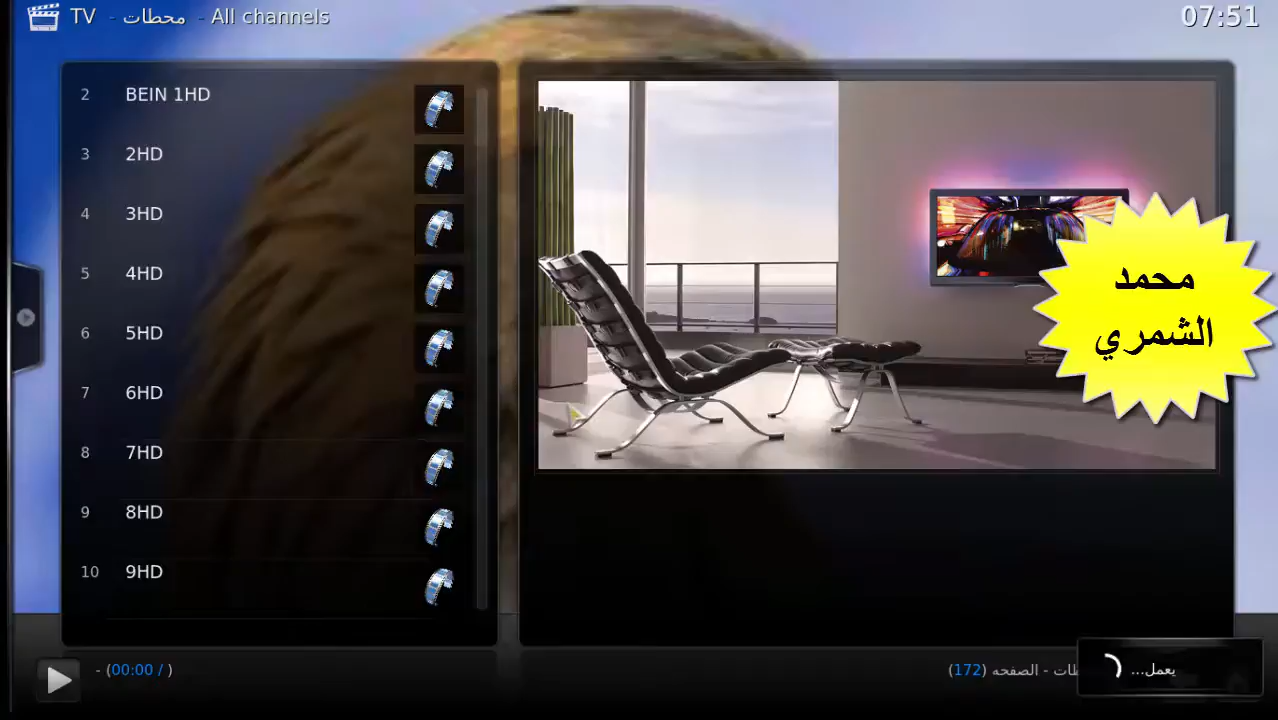 TV - محطات - All channels
07:51
2 BEIN 1HD
3 2HD
4 3HD
5 4HD
6 5HD
7 6HD
8 7HD
9 8HD
10 9HD
محمد
الشمري
- (00:00 / )
الصفحه (172)
يعمل...